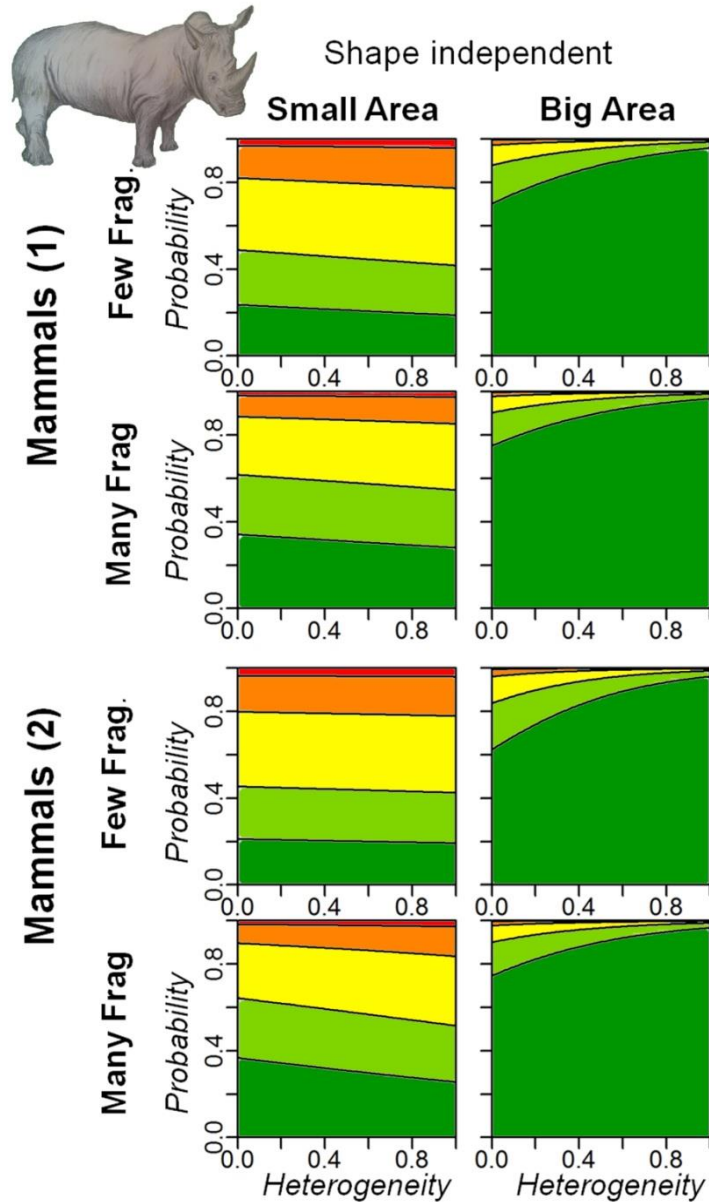 Shape independent
Small Area
Big Area
Mammals (1)
Few Frag.
Probability
0.0 0.4 0.8
0.0 0.4 0.8
0.0 0.4 0.8
Many Frag
Probability
0.0 0.4 0.8
0.0 0.4 0.8
0.0 0.4 0.8
Mammals (2)
Few Frag.
Probability
0.0 0.4 0.8
0.0 0.4 0.8
0.0 0.4 0.8
Many Frag
Probability
0.0 0.4 0.8
0.0 0.4 0.8
0.0 0.4 0.8
Heterogeneity
Heterogeneity